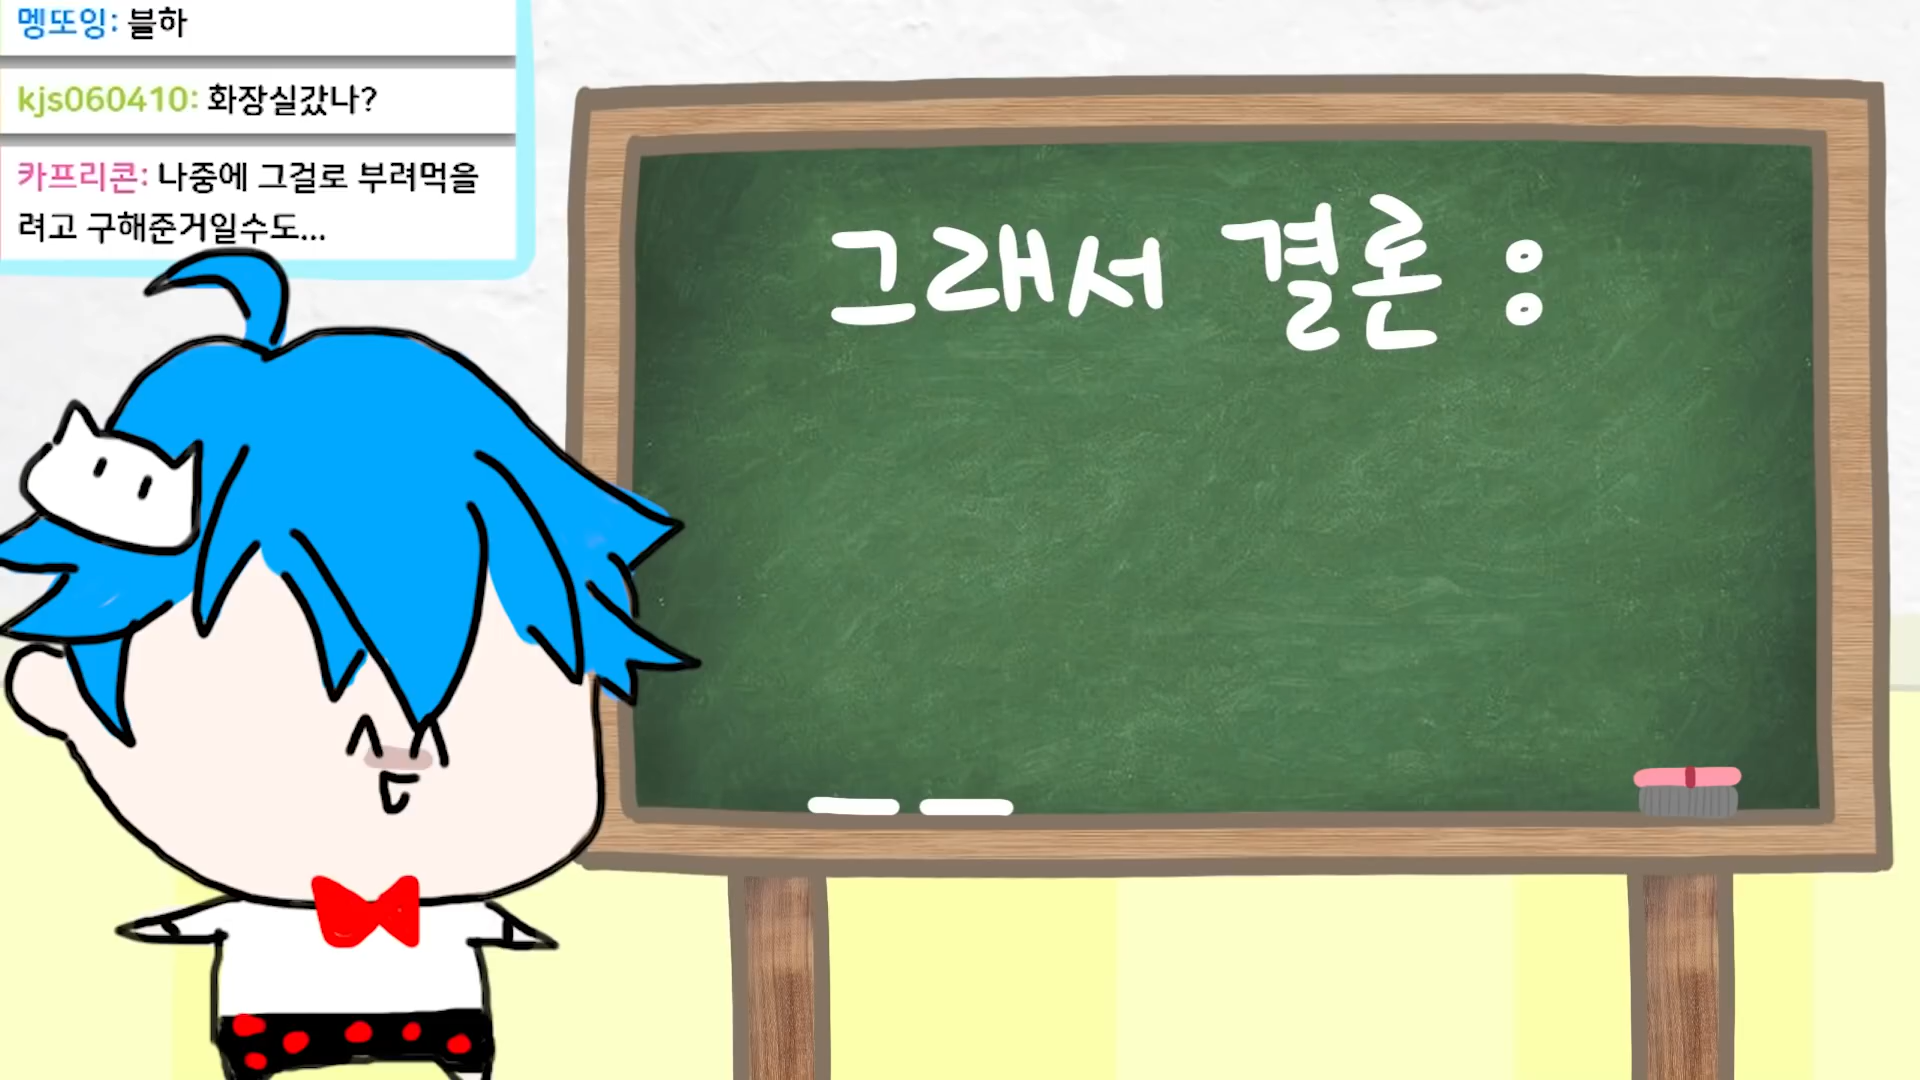 멩또잉: 블하
kjs060410: 화장실갔나?
카프리콘: 나중에 그걸로 부려먹을
려고 구해준거일수도...
그래서 결론 :